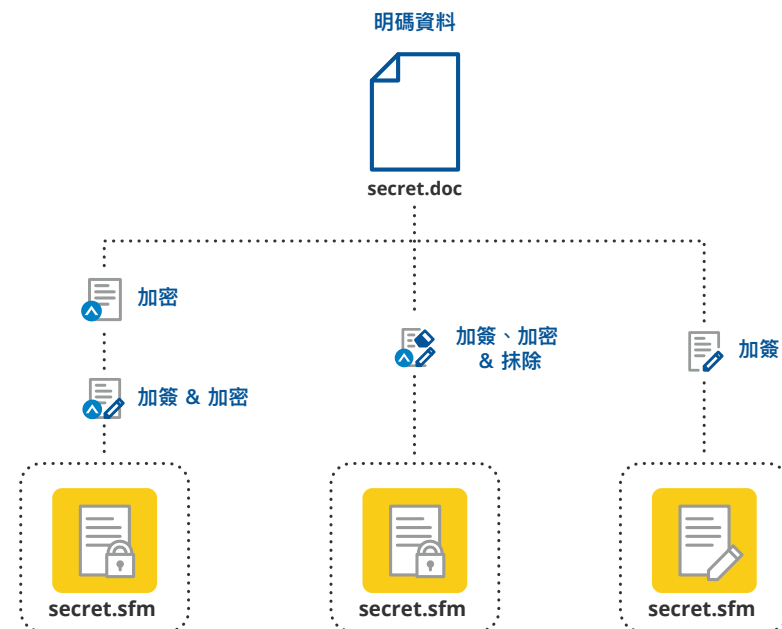 明碼資料
secret.doc
加密
加簽 & 加密
加簽、加密
& 抹除
加簽
secret.sfm
secret.sfm
secret.sfm